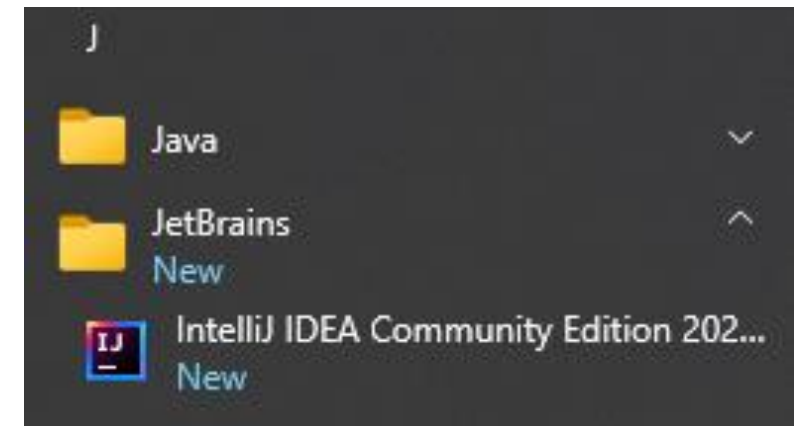 J
Java
JetBrains
New
IJ
IntelliJ IDEA Community Edition 202...
New